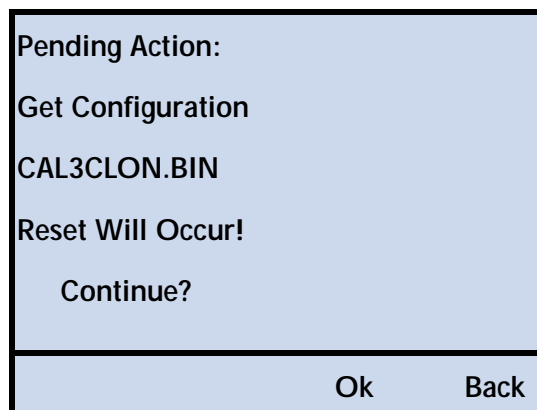 Pending Action:
Get Configuration
CAL3CLON.BIN
Reset Will Occur!
Continue?
Ok Back